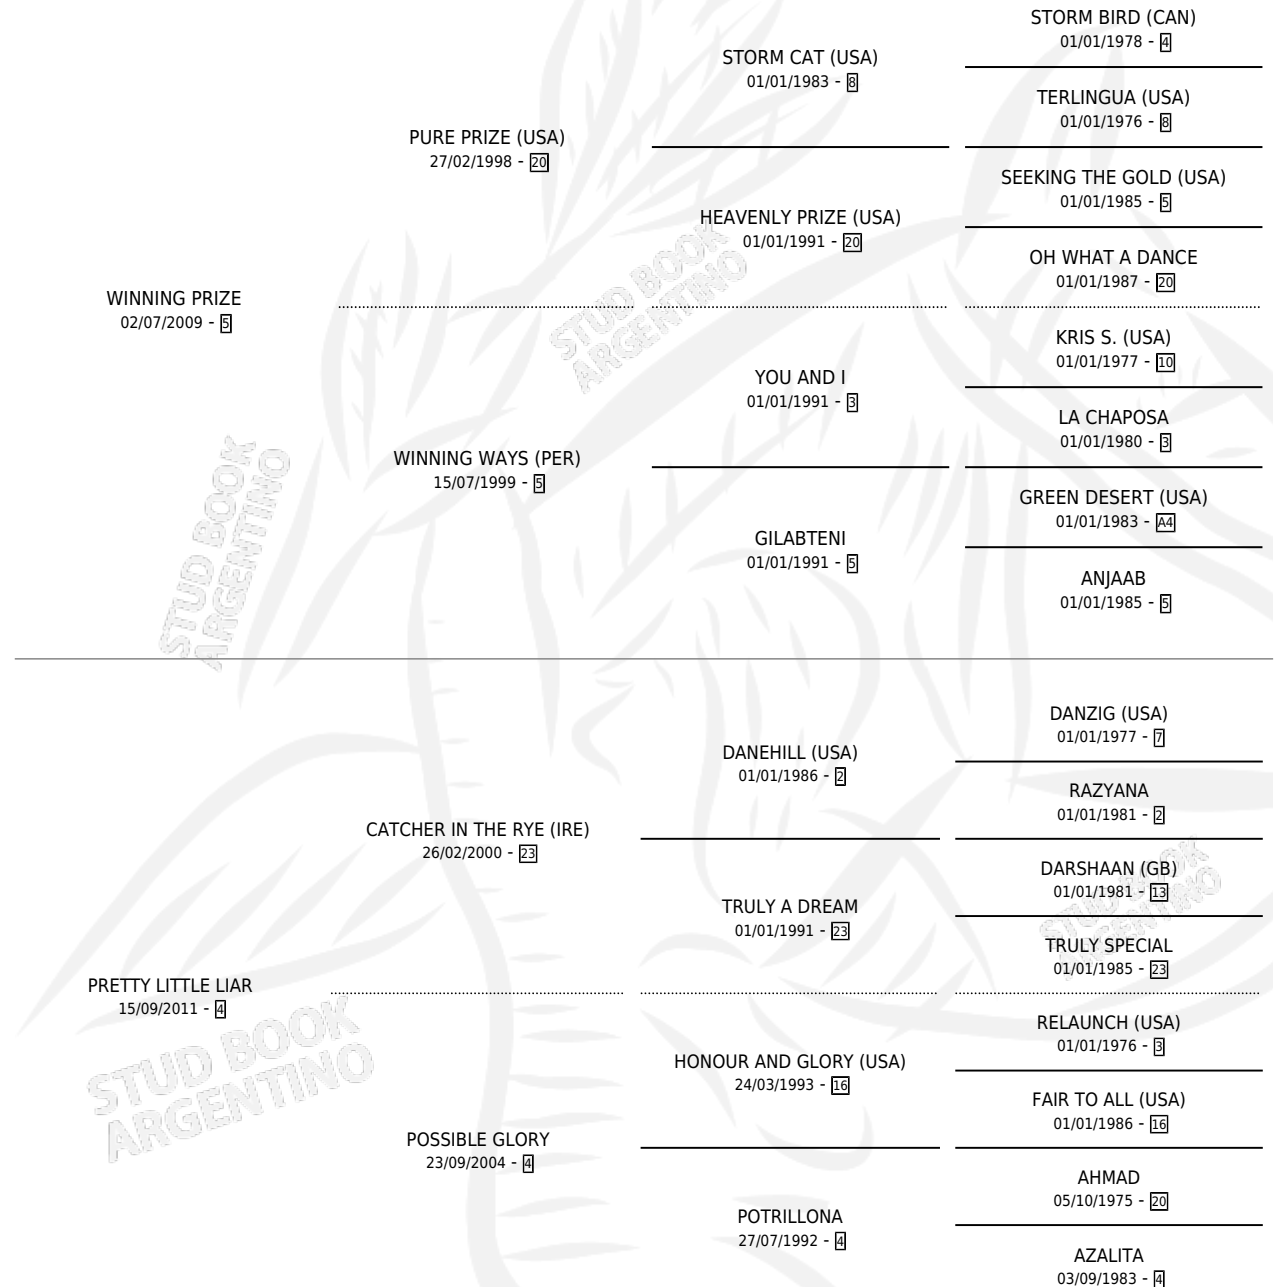 STORM BIRD (CAN)
01/01/1978 - 4
STORM CAT (USA)
01/01/1983 - 8
TERLINGUA (USA)
01/01/1976 - 8
PURE PRIZE (USA)
27/02/1998 - 20
SEEKING THE GOLD (USA)
01/01/1985 - 5
HEAVENLY PRIZE (USA)
01/01/1991 - 20
OH WHAT A DANCE
01/01/1987 - 20
WINNING PRIZE
02/07/2009 - 5
KRIS S. (USA)
01/01/1977 - 10
YOU AND I
01/01/1991 - 3
LA CHAPOSA
01/01/1980 - 3
WINNING WAYS (PER)
15/07/1999 - 5
GREEN DESERT (USA)
01/01/1983 - A4
GILABTENI
01/01/1991 - 5
ANJAAB
01/01/1985 - 5
DANZIG (USA)
01/01/1977 - 7
DANEHILL (USA)
01/01/1986 - 2
RAZYANA
01/01/1981 - 2
CATCHER IN THE RYE (IRE)
26/02/2000 - 23
DARSHAAN (GB)
01/01/1981 - 13
TRULY A DREAM
01/01/1991 - 23
TRULY SPECIAL
01/01/1985 - 23
PRETTY LITTLE LIAR
15/09/2011 - 4
RELAUNCH (USA)
01/01/1976 - 3
HONOUR AND GLORY (USA)
24/03/1993 - 16
FAIR TO ALL (USA)
01/01/1986 - 16
POSSIBLE GLORY
23/09/2004 - 4
AHMAD
05/10/1975 - 20
POTRILLONA
27/07/1992 - 4
AZALITA
03/09/1983 - 4
STUD BOOK
ARGENTINO
STUD BOOK
ARGENTINO
STUD BOOK
ARGENTINO
STUD BOOK
ARGENTINO